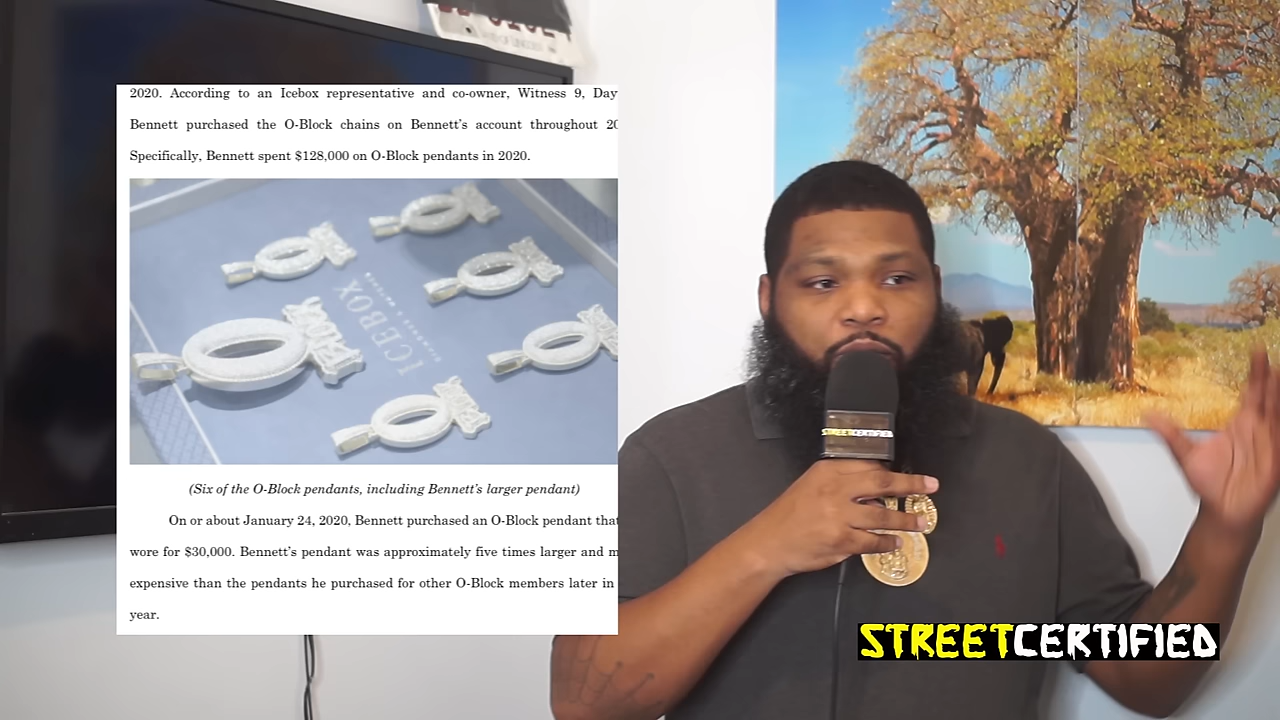 2020. According to an Icebox representative and co-owner, Witness 9, Day
Bennett purchased the O-Block chains on Bennett's account throughout 20
Specifically, Bennett spent $128,000 on O-Block pendants in 2020.
ICEBOX
(Six of the O-Block pendants, including Bennett's larger pendant)
On or about January 24, 2020, Bennett purchased an O-Block pendant that
wore for $30,000. Bennett's pendant was approximately five times larger and m
expensive than the pendants he purchased for other O-Block members later in
year.
STREETCERTIFIED
STREETCERTIFIED